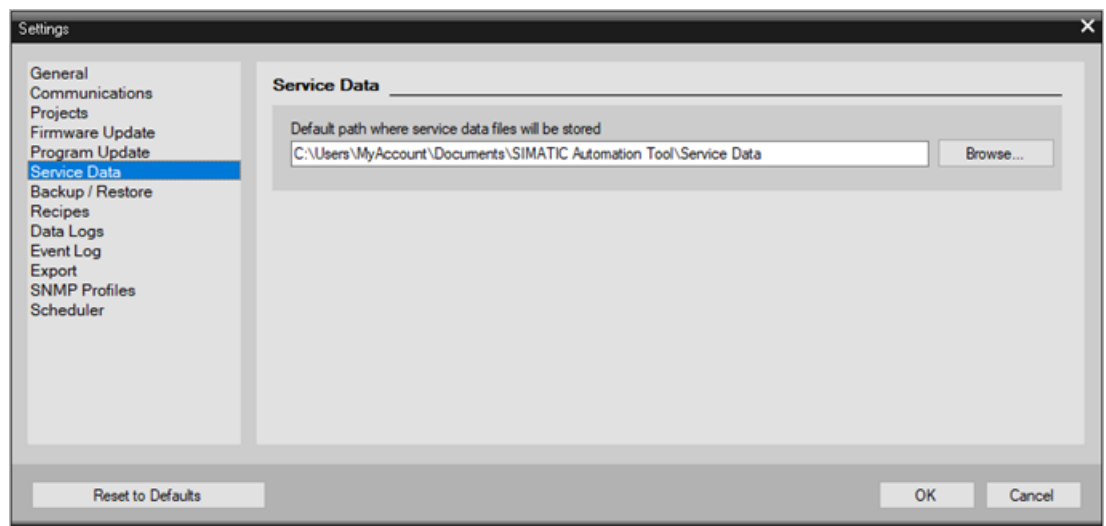 Settings
General
Communications
Projects
Firmware Update
Program Update
Service Data
Backup / Restore
Recipes
Data Logs
Event Log
Export
SNMP Profiles
Scheduler
Service Data
Default path where service data files will be stored
C:\Users\MyAccount\Documents\SIMATIC Automation Tool\Service Data
Browse...
Reset to Defaults
OK
Cancel